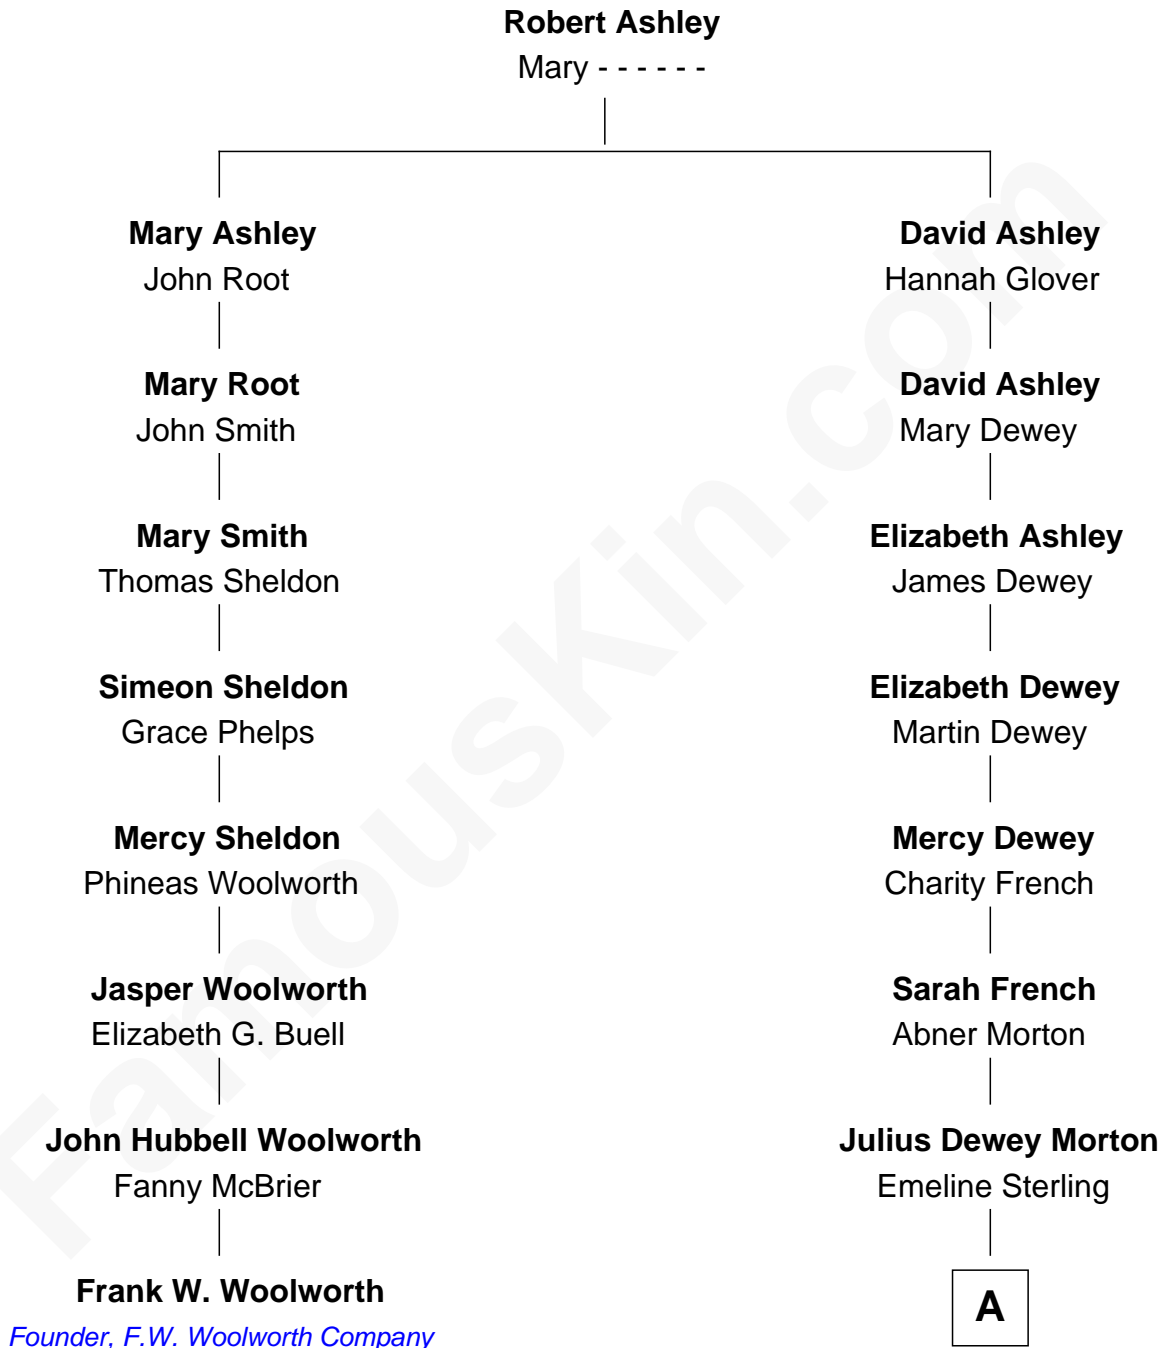 Robert Ashley
Mary - - - - - -
Mary Ashley
John Root
David Ashley
Hannah Glover
Mary Root
John Smith
David Ashley
Mary Dewey
Mary Smith
Thomas Sheldon
Elizabeth Ashley
James Dewey
Simeon Sheldon
Grace Phelps
Elizabeth Dewey
Martin Dewey
Mercy Sheldon
Phineas Woolworth
Mercy Dewey
Charity French
Jasper Woolworth
Elizabeth G. Buell
Sarah French
Abner Morton
John Hubbell Woolworth
Fanny McBrier
Julius Dewey Morton
Emeline Sterling
Frank W. Woolworth
Founder, F.W. Woolworth Company
A
FamousKin.com